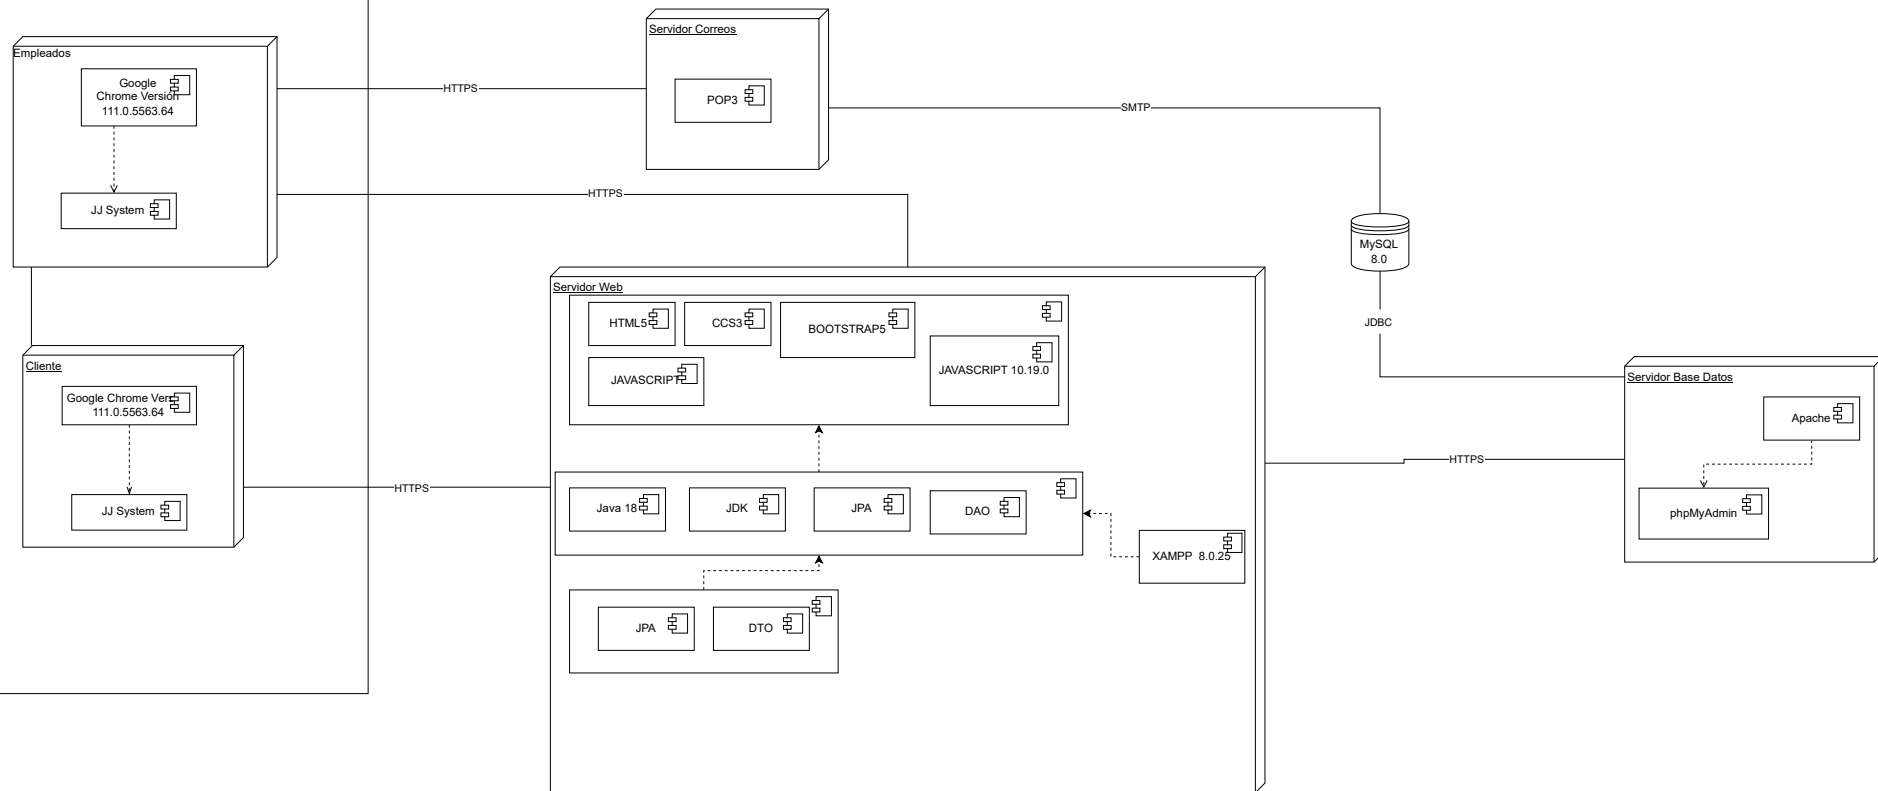 Empleados
Google
Chrome Versión
111.0.5563.64
JJ System
HTTPS
Servidor Correos
POP3
SMTP
HTTPS
MySQL
8.0
JDBC
Cliente
Google Chrome Vers
111.0.5563.64
JJ System
HTTPS
Servidor Web
HTML5
CCS3
BOOTSTRAP5
JAVASCRIPT
JAVASCRIPT 10.19.0
Java 18
JDK
JPA
DAO
XAMPP 8.0.25
JPA
DTO
HTTPS
Servidor Base Datos
Apache
phpMyAdmin